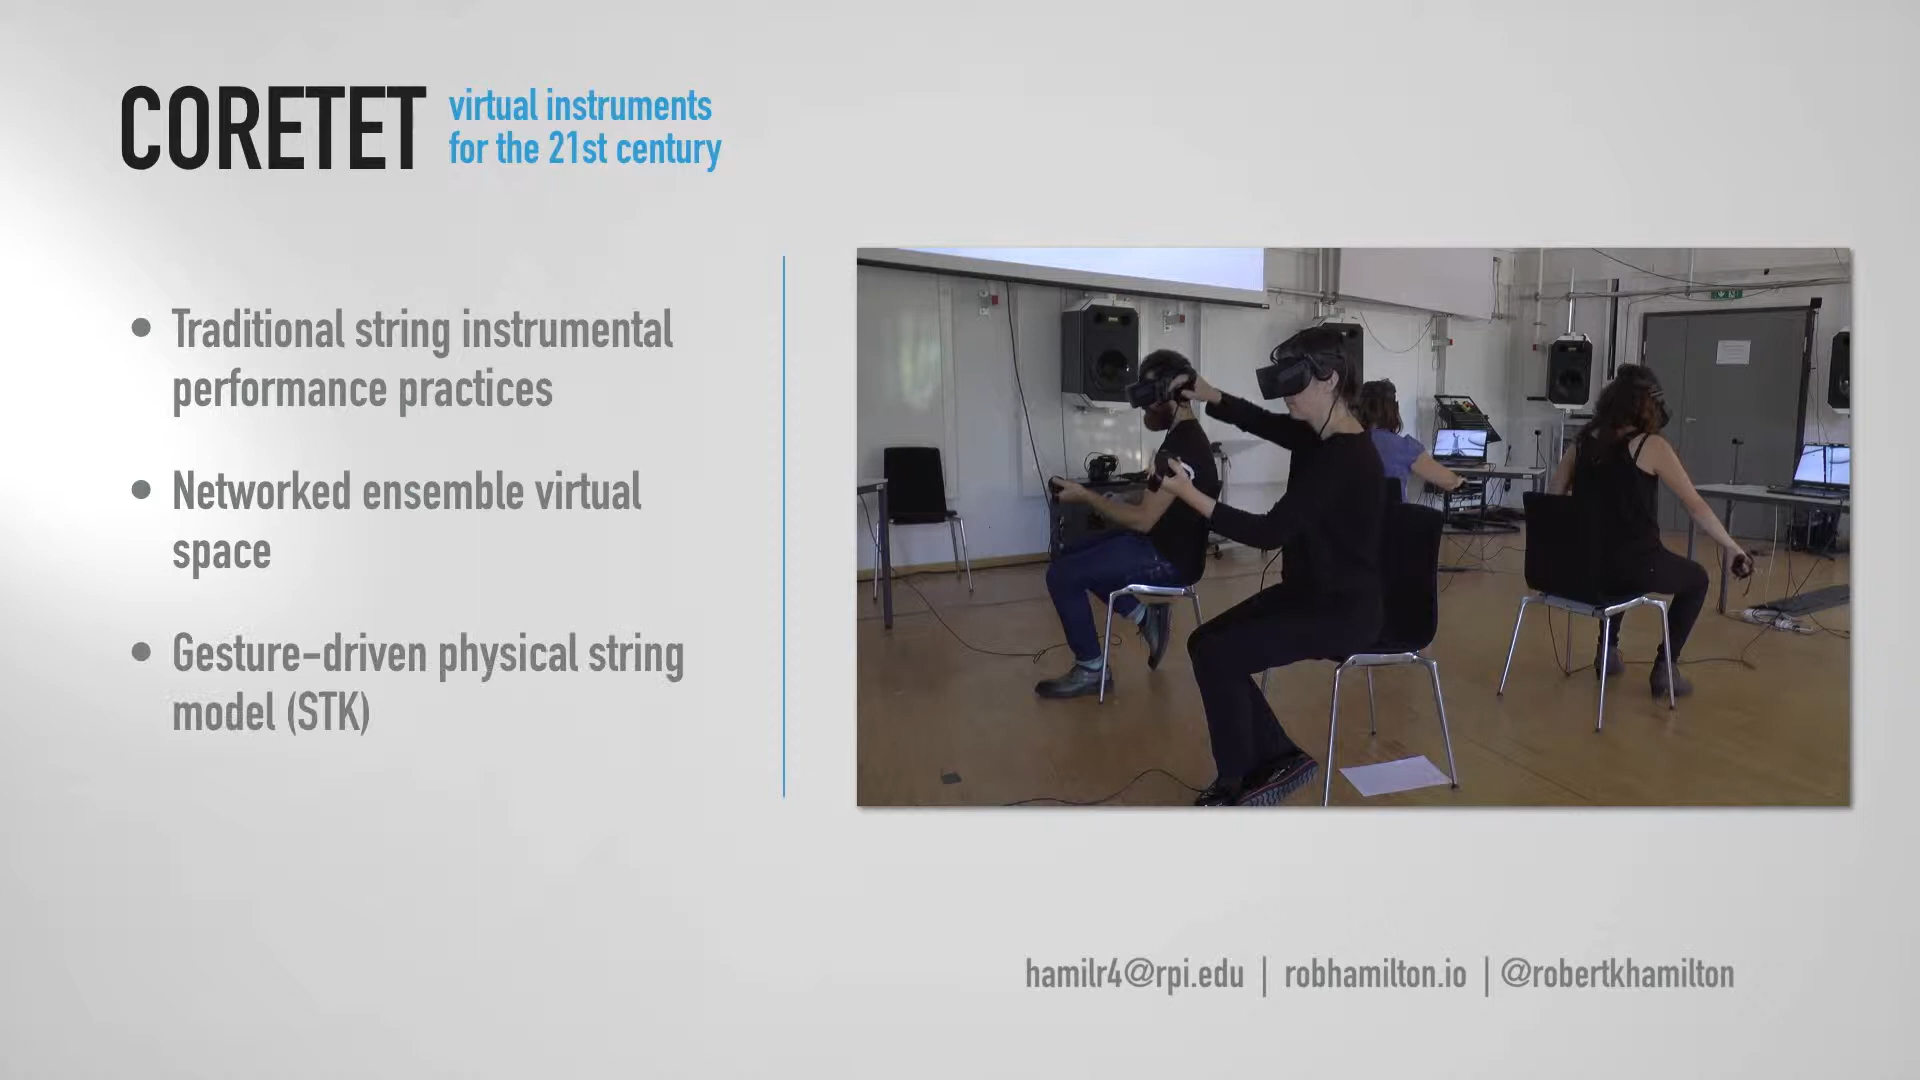 CORETET
virtual instruments
for the 21st century
• Traditional string instrumental
performance practices
• Networked ensemble virtual
space
• Gesture-driven physical string
model (STK)
hamilr4@rpi.edu | robhamilton.io | @robertkhamilton